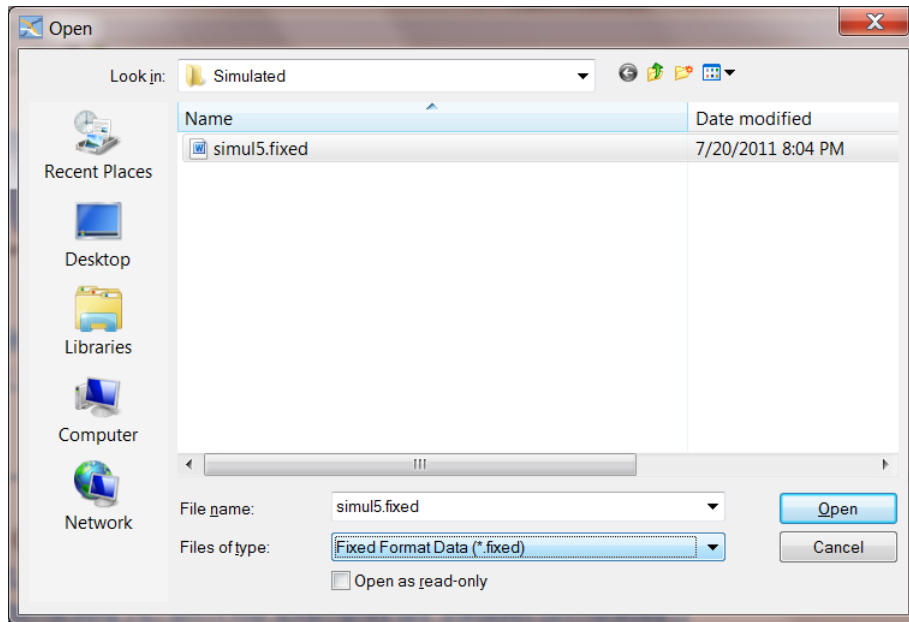 Open
Look in: Simulated
Name Date modified
simul5.fixed 7/20/2011 8:04 PM
Recent Places
Desktop
Libraries
Computer
Network
File name: simul5.fixed Open
Files of type: Fixed Format Data (*.fixed) Cancel
Open as read-only